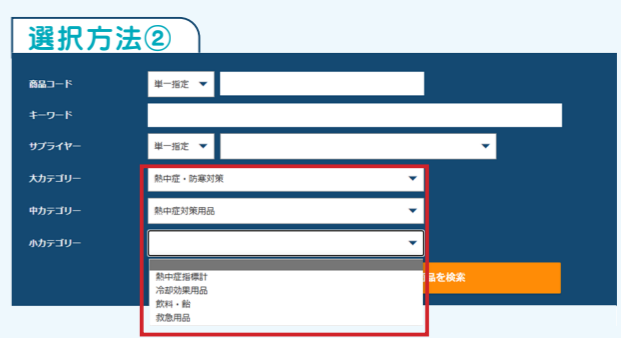 選択方法②
商品コード 単一指定
キーワード
サプライヤー 単一指定
大カテゴリー 熱中症・防寒対策
中カテゴリー 熱中症対策用品
小カテゴリー
熱中症指標計
冷却効果用品
飲料・飴
救急用品
品を検索